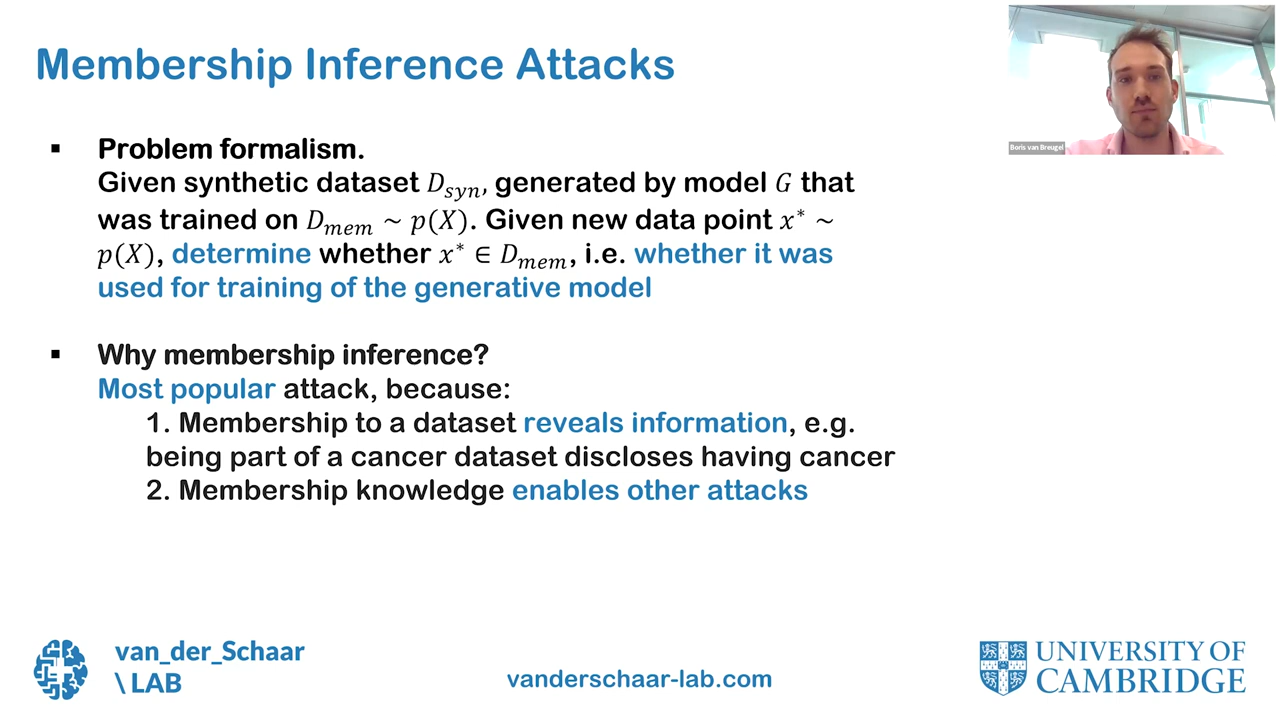 Membership Inference Attacks
Boris van Breugel
▪ Problem formalism.
Given synthetic dataset D_syn, generated by model G that
was trained on D_mem ~ p(X). Given new data point x* ~
p(X), determine whether x* ∈ D_mem, i.e. whether it was
used for training of the generative model
▪ Why membership inference?
Most popular attack, because:
1. Membership to a dataset reveals information, e.g.
being part of a cancer dataset discloses having cancer
2. Membership knowledge enables other attacks
van_der_Schaar
\ LAB
vanderschaar-lab.com
UNIVERSITY OF
CAMBRIDGE